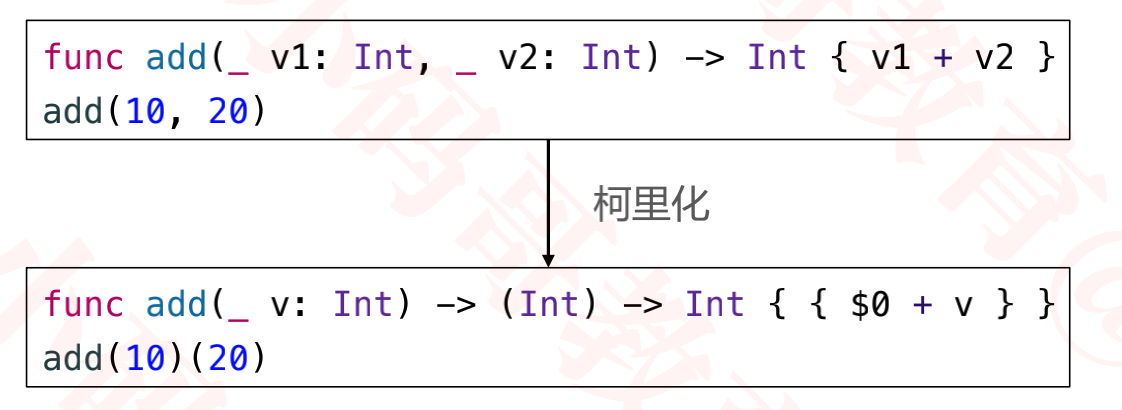 func add(_ v1: Int, _ v2: Int) -> Int { v1 + v2 }
add(10, 20)
柯里化
func add(_ v: Int) -> (Int) -> Int { { $0 + v } }
add(10)(20)